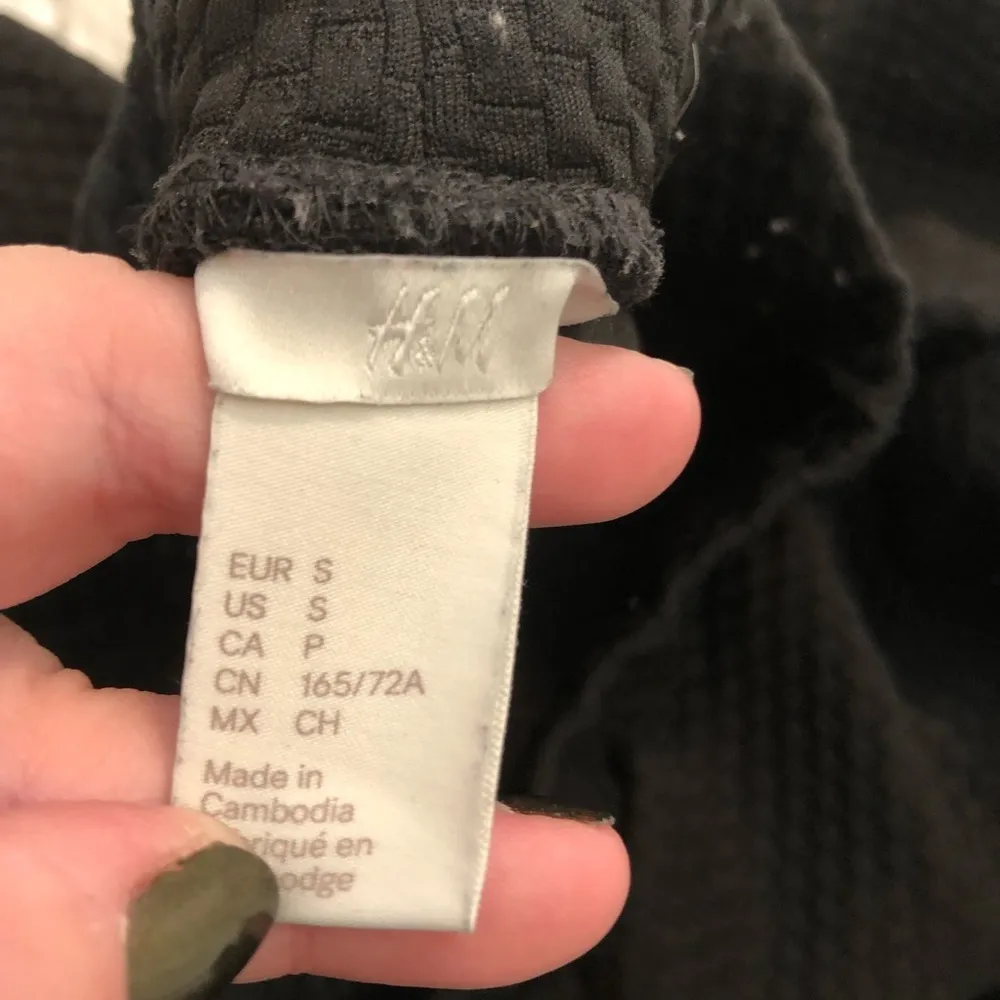 H&M
EUR S
US S
CA P
CN 165/72A
MX CH
Made in
Cambodia
en